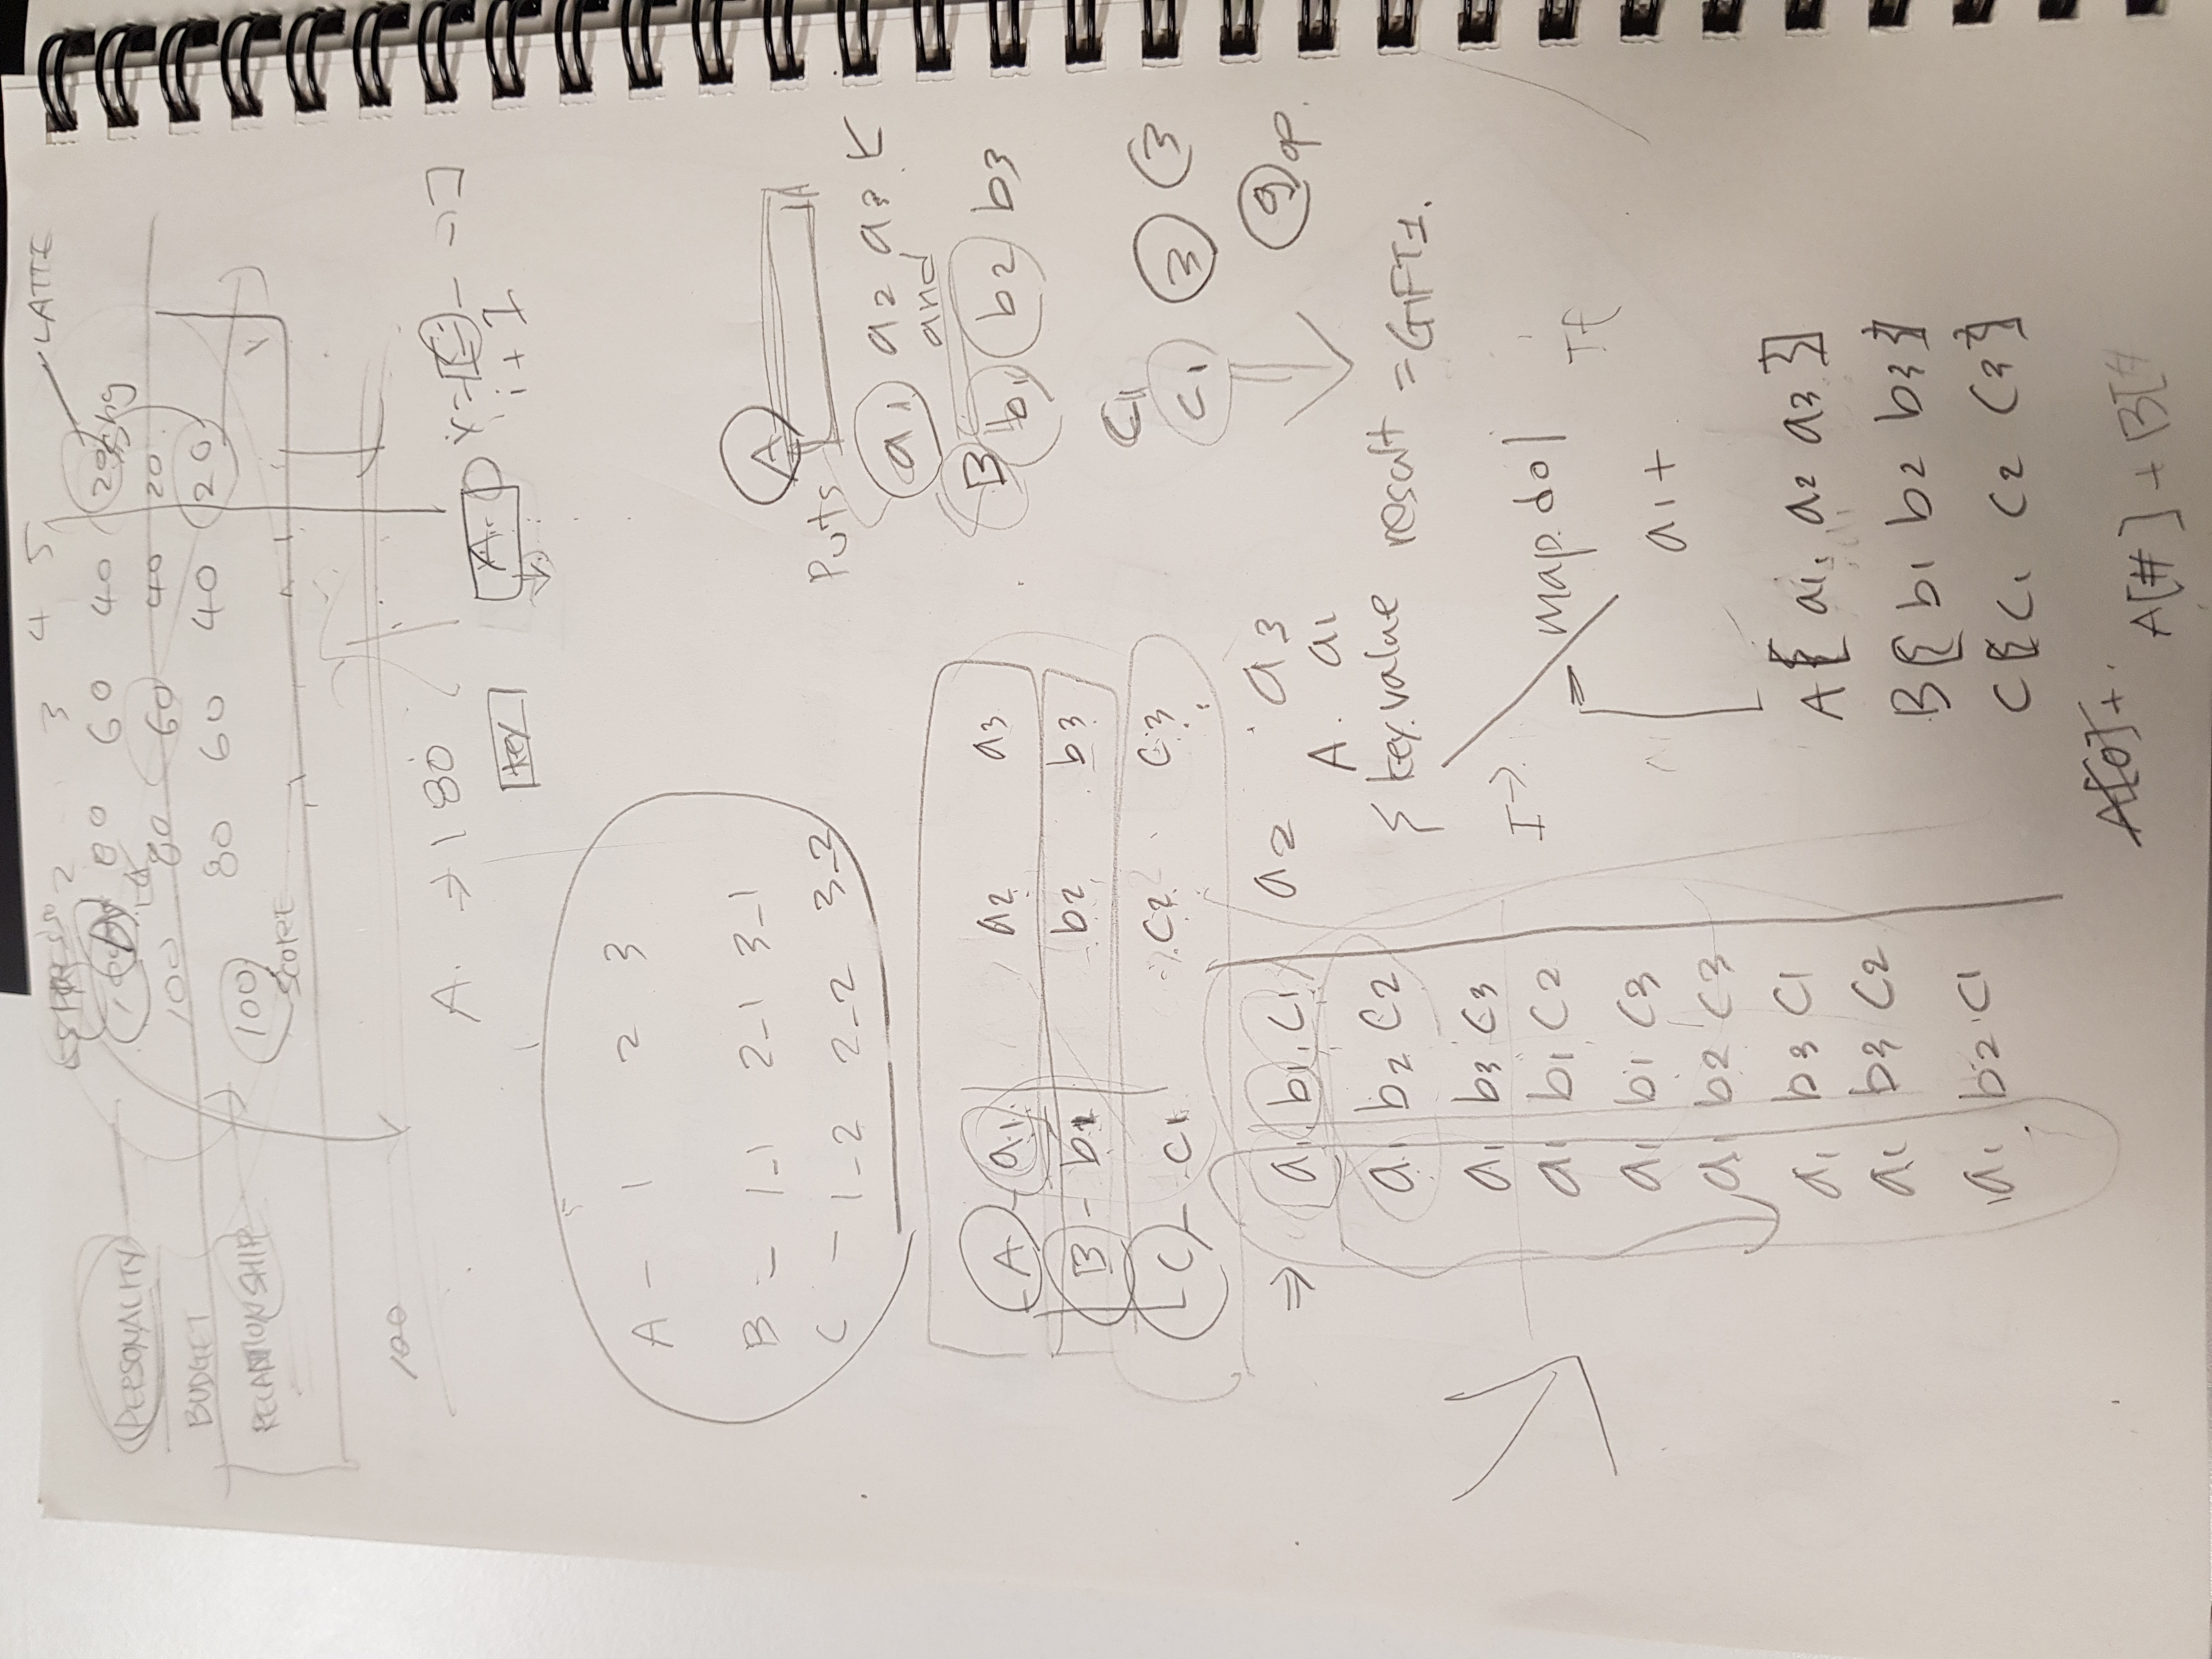 ESPRESSO 2 3 4 5 LATTE
PERSONALITY 80 60 40 20
BUDGET 100 80 60 40 20
RELATIONSHIP 100 80 60 40 20
SCORE
100
A. → 180
key
i + 1
A - 1 2 3
B - 1_1 2_1 3_1
C - 1_2 2_2 3_2
A
Puts
a1 a2 a3
and
B b1 b2 b3
A - a1 a2 a3
B - b1 b2 b3
C - c1 c2 c3
C1
C1 3 3
9 op.
⇒ a1, b1, c1 a2 a3
A. a1
a1 b2 c2
{ key.value result = GIFT1.
a1 b3 c3
I →
a1 b1 c2
map.do |
If
a1 b1 c3
a1 +
a1 b2 c3
a1 b3 c1
A[{ a1, a2 a3 }]
a1 b3 c2
B[{ b1 b2 b3 }]
a1 b2 c1
C[{ c1 c2 c3 }]
A[0] + .
A[#] + B[#